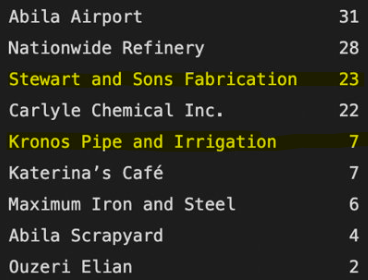 Abila Airport 31
Nationwide Refinery 28
Stewart and Sons Fabrication 23
Carlyle Chemical Inc. 22
Kronos Pipe and Irrigation 7
Katerina’s Café 7
Maximum Iron and Steel 6
Abila Scrapyard 4
Ouzeri Elian 2